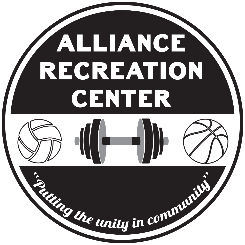 ALLIANCE
RECREATION
CENTER
"Putting the unity in community"